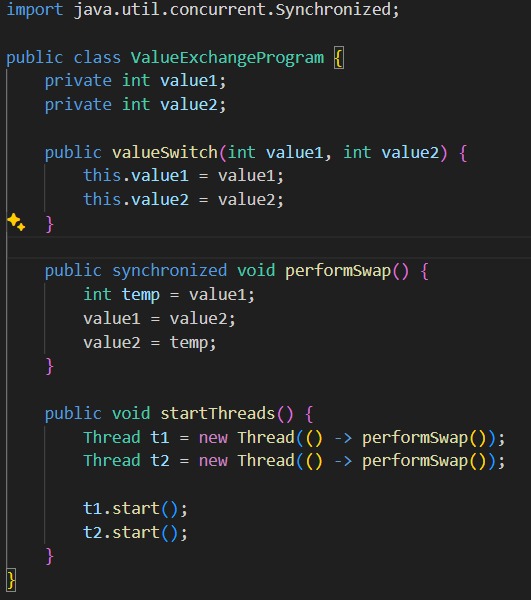 import java.util.concurrent.Synchronized;
public class ValueExchangeProgram {
    private int value1;
    private int value2;
    public valueSwitch(int value1, int value2) {
        this.value1 = value1;
        this.value2 = value2;
    }
    public synchronized void performSwap() {
        int temp = value1;
        value1 = value2;
        value2 = temp;
    }
    public void startThreads() {
        Thread t1 = new Thread(() -> performSwap());
        Thread t2 = new Thread(() -> performSwap());
        t1.start();
        t2.start();
    }
}